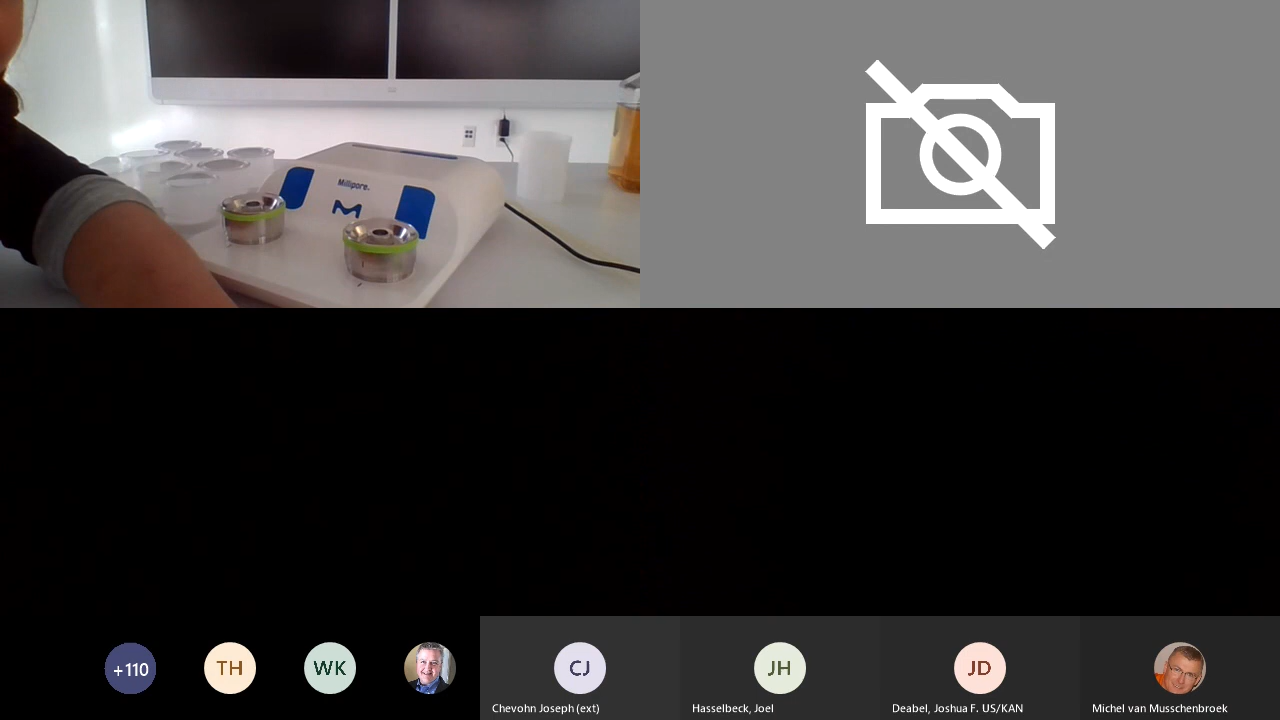 Millipore.
+110
TH
WK
CJ
JH
JD
Chevohn Joseph (ext)
Hasselbeck, Joel
Deabel, Joshua F. US/KAN
Michel van Musschenbroek